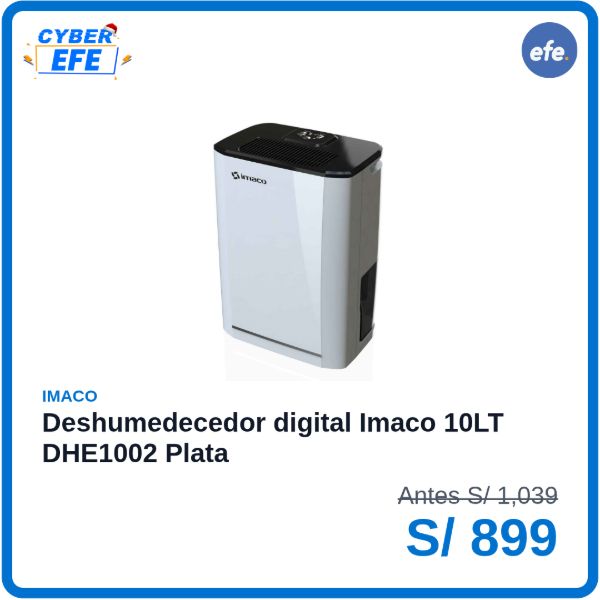 CYBER
EFE
efe.
imaco
IMACO
Deshumedecedor digital Imaco 10LT
DHE1002 Plata
Antes S/ 1,039
S/ 899